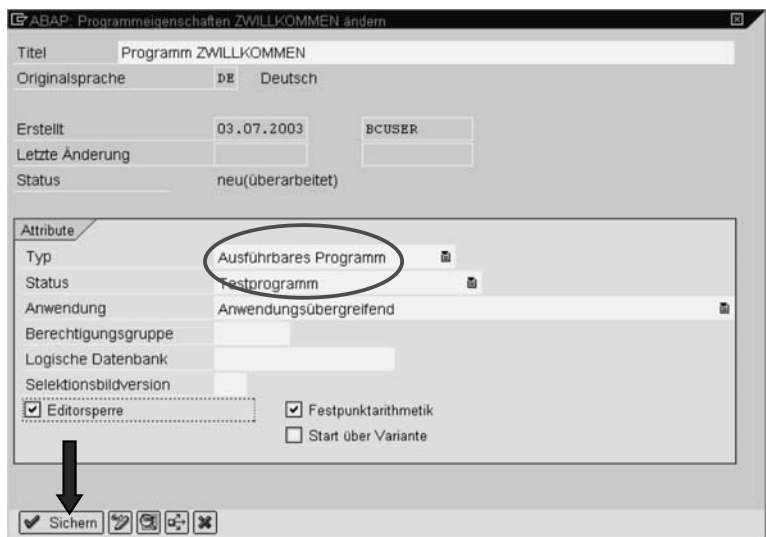 ABAP: Programmeigenschaften ZWILLKOMMEN ändern
Titel Programm ZWILLKOMMEN
Originalsprache DE Deutsch
Erstellt 03.07.2003 BCUSER
Letzte Änderung
Status neu(überarbeitet)
Attribute
Typ Ausführbares Programm
Status Testprogramm
Anwendung Anwendungsübergreifend
Berechtigungsgruppe
Logische Datenbank
Selektionsbildversion
Editorsperre Festpunktarithmetik
Start über Variante
Sichern